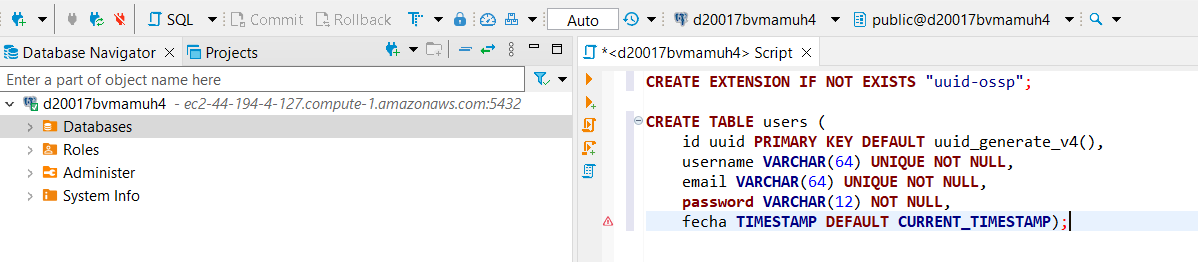 SQL Commit Rollback Auto d20017bvmamuh4 public@d20017bvmamuh4
Database Navigator Projects
Enter a part of object name here
d20017bvmamuh4 - ec2-44-194-4-127.compute-1.amazonaws.com:5432
Databases
Roles
Administer
System Info
*<d20017bvmamuh4> Script
CREATE EXTENSION IF NOT EXISTS "uuid-ossp";
CREATE TABLE users (
id uuid PRIMARY KEY DEFAULT uuid_generate_v4(),
username VARCHAR(64) UNIQUE NOT NULL,
email VARCHAR(64) UNIQUE NOT NULL,
password VARCHAR(12) NOT NULL,
fecha TIMESTAMP DEFAULT CURRENT_TIMESTAMP);